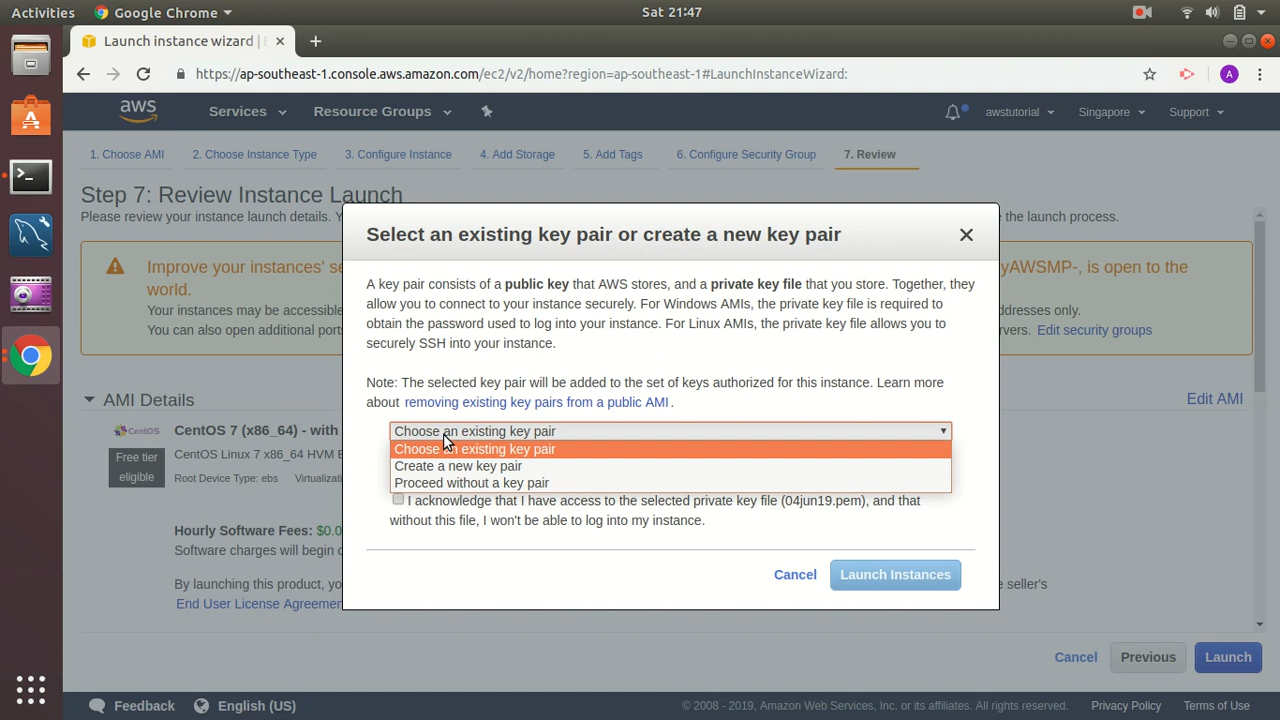 Activities
Google Chrome
Sat 21:47
Launch instance wizard |
https://ap-southeast-1.console.aws.amazon.com/ec2/v2/home?region=ap-southeast-1#LaunchInstanceWizard:
A
aws
Services
Resource Groups
awstutorial
Singapore
Support
1. Choose AMI
2. Choose Instance Type
3. Configure Instance
4. Add Storage
5. Add Tags
6. Configure Security Group
7. Review
Step 7: Review Instance Launch
Please review your instance launch details. Y
the launch process.
Improve your instances' se
yAWSMP-, is open to the
world.
Your instances may be accessible
dresses only.
You can also open additional port
rvers. Edit security groups
Select an existing key pair or create a new key pair
A key pair consists of a public key that AWS stores, and a private key file that you store. Together, they
allow you to connect to your instance securely. For Windows AMIs, the private key file is required to
obtain the password used to log into your instance. For Linux AMIs, the private key file allows you to
securely SSH into your instance.
Note: The selected key pair will be added to the set of keys authorized for this instance. Learn more
about removing existing key pairs from a public AMI .
Choose an existing key pair
Choose an existing key pair
Create a new key pair
Proceed without a key pair
I acknowledge that I have access to the selected private key file (04jun19.pem), and that
without this file, I won't be able to log into my instance.
Cancel
Launch Instances
AMI Details
Edit AMI
CentOS
CentOS 7 (x86_64) - with
Free tier
eligible
CentOS Linux 7 x86_64 HVM E
Root Device Type: ebs
Virtualizati
Hourly Software Fees: $0.0
Software charges will begin o
By launching this product, yo
e seller's
End User License Agreemen
Cancel
Previous
Launch
Feedback
English (US)
© 2008 - 2019, Amazon Web Services, Inc. or its affiliates. All rights reserved.
Privacy Policy
Terms of Use